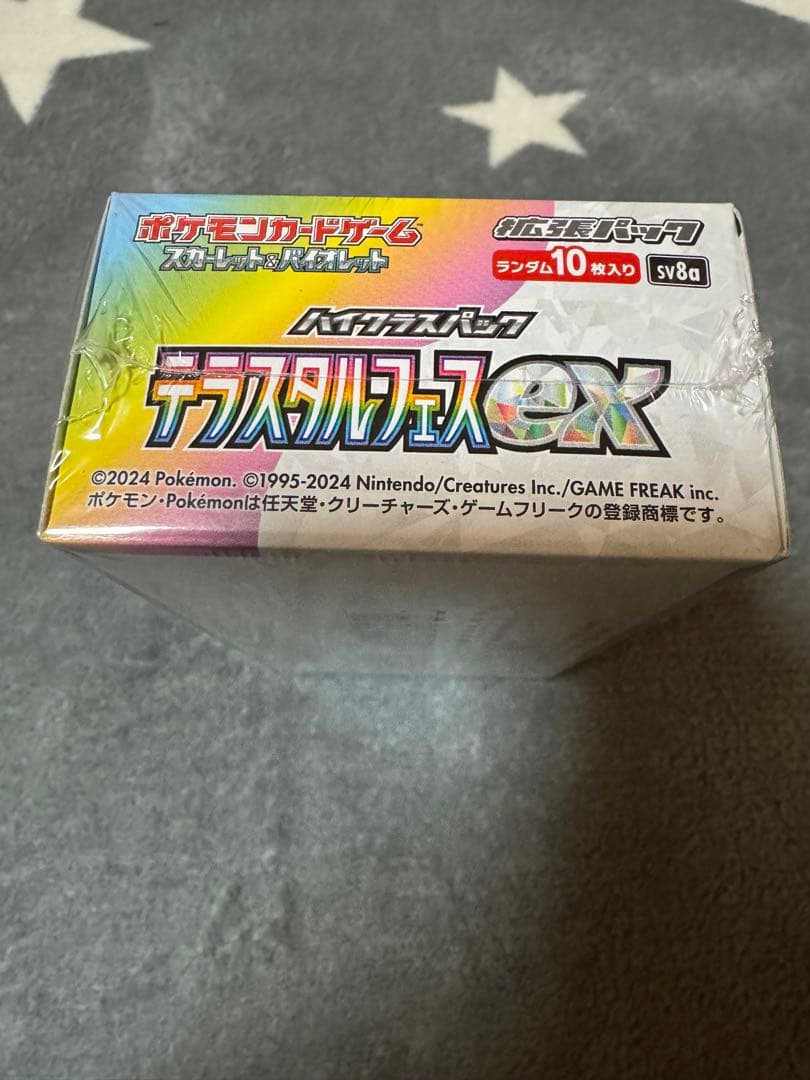 ポケモンカードゲーム
スカーレット&バイオレット
拡張パック
ランダム10枚入り sv8a
ハイクラスパック
テラスタルフェスex
©2024 Pokémon. ©1995-2024 Nintendo/Creatures Inc./GAME FREAK inc.
ポケモン・Pokémonは任天堂・クリーチャーズ・ゲームフリークの登録商標です。